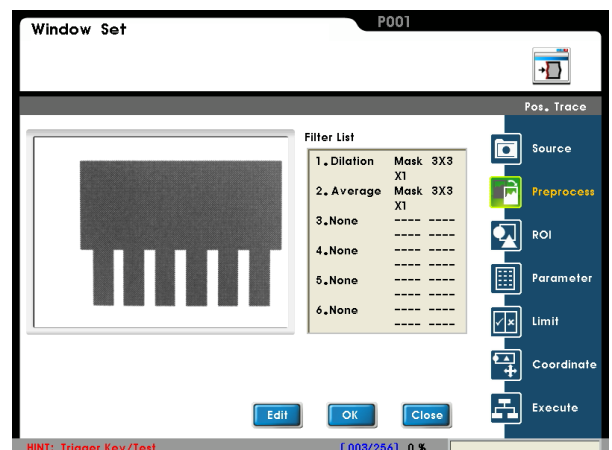 Window Set
P001
Pos. Trace
Filter List
1.Dilation Mask 3X3
X1
2.Average Mask 3X3
X1
3.None ---- ----
---- ----
4.None ---- ----
---- ----
5.None ---- ----
---- ----
6.None ---- ----
---- ----
Source
Preprocess
ROI
Parameter
Limit
Coordinate
Execute
Edit
OK
Close
HINT: Trigger Key/Test
[003/256] 0 %